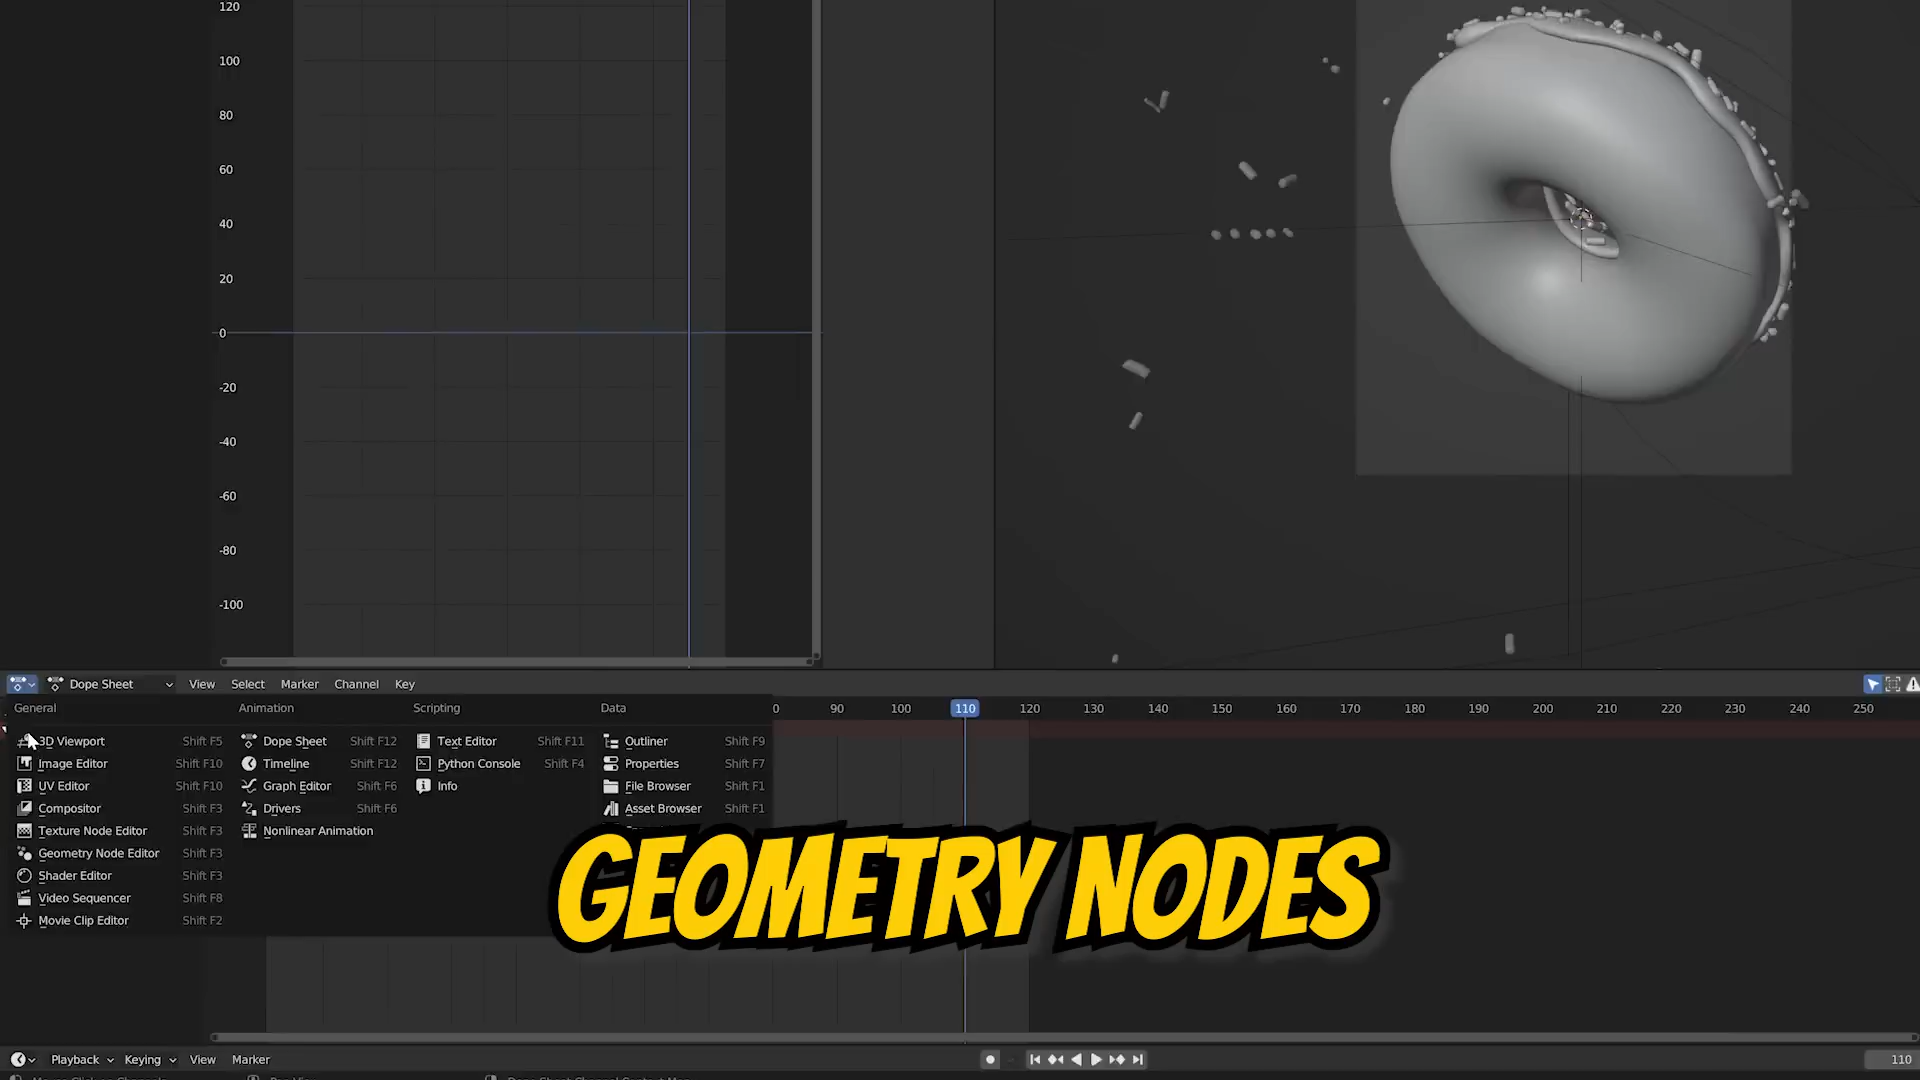 120
100
80
60
40
20
0
-20
-40
-60
-80
-100
Dope Sheet View Select Marker Channel Key
General Animation Scripting Data
0 90 100 110 120 130 140 150 160 170 180 190 200 210 220 230 240 250
3D Viewport Shift F5 Dope Sheet Shift F12 Text Editor Shift F11 Outliner Shift F9
Image Editor Shift F10 Timeline Shift F12 Python Console Shift F4 Properties Shift F7
UV Editor Shift F10 Graph Editor Shift F6 Info File Browser Shift F1
Compositor Shift F3 Drivers Shift F6 Asset Browser Shift F1
Texture Node Editor Shift F3 Nonlinear Animation
Geometry Node Editor Shift F3
Shader Editor Shift F3
Video Sequencer Shift F8
Movie Clip Editor Shift F2
GEOMETRY NODES
Playback Keying View Marker 110